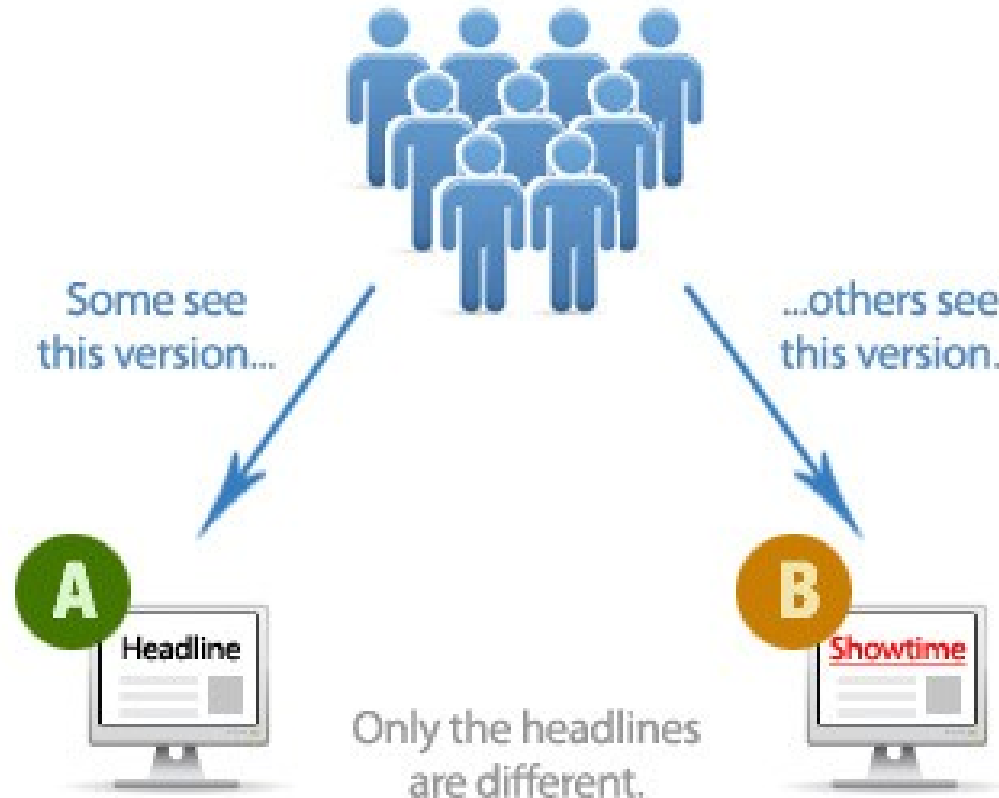 Some see
this version...
...others see
this version.
A
B
Headline
Showtime
Only the headlines
are different.